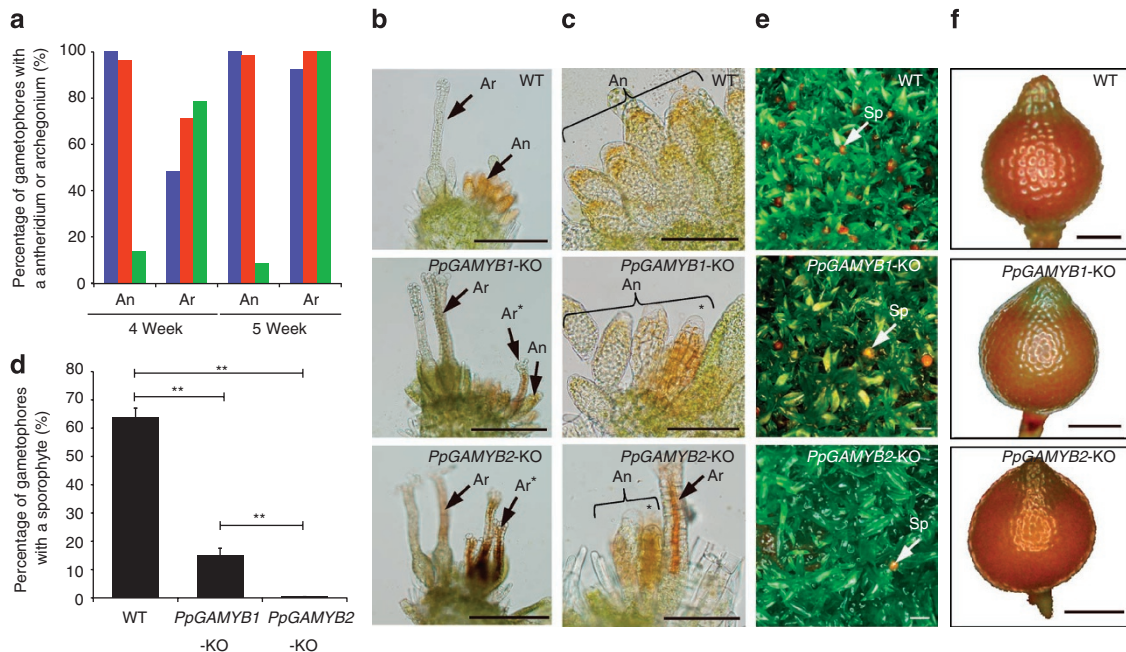 a
Percentage of gametophores with
a antheridium or archegonium (%)
100
80
60
40
20
0
An
Ar
An
Ar
4 Week
5 Week
b
WT
Ar
An
PpGAMYB1-KO
Ar
Ar*
An
PpGAMYB2-KO
Ar
Ar*
c
WT
An
PpGAMYB1-KO
An
*
PpGAMYB2-KO
An
*
Ar
e
WT
Sp
PpGAMYB1-KO
Sp
PpGAMYB2-KO
Sp
f
WT
PpGAMYB1-KO
PpGAMYB2-KO
d
Percentage of gametophores
with a sporophyte (%)
80
70
60
50
40
30
20
10
0
**
**
**
WT
PpGAMYB1
-KO
PpGAMYB2
-KO